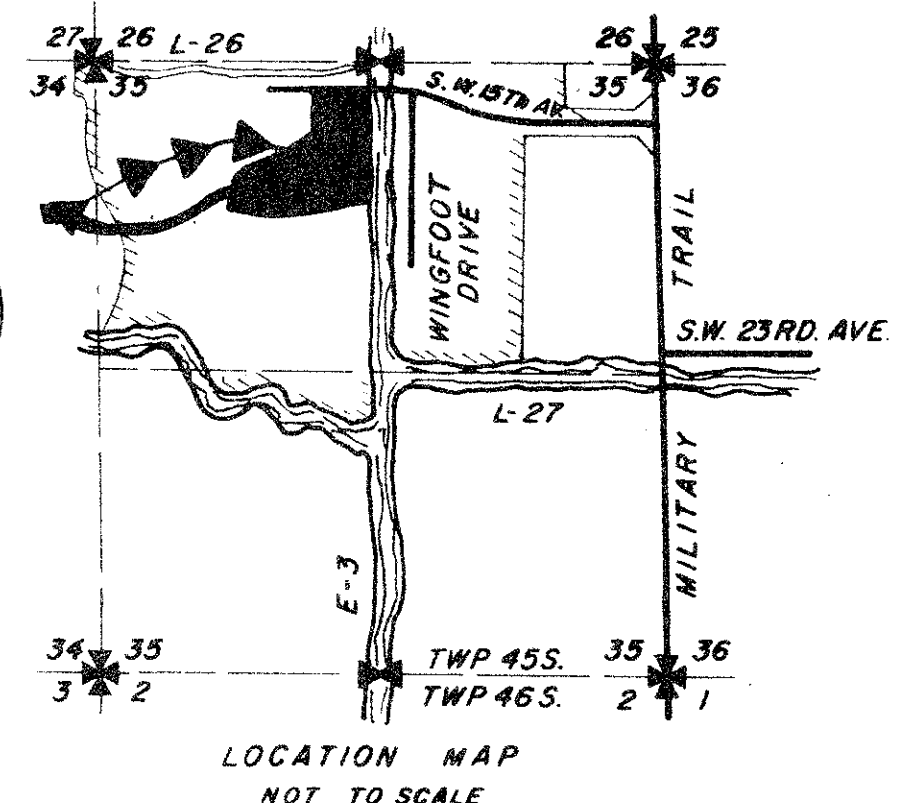 27 26 L-26 26 25
34 35 35 36
S.W. 15TH AV.
WINGFOOT
DRIVE
TRAIL
S.W. 23RD. AVE.
L-27
MILITARY
E-3
34 35 TWP 45S. 35 36
3 2 TWP 46S. 2 1
LOCATION MAP
NOT TO SCALE